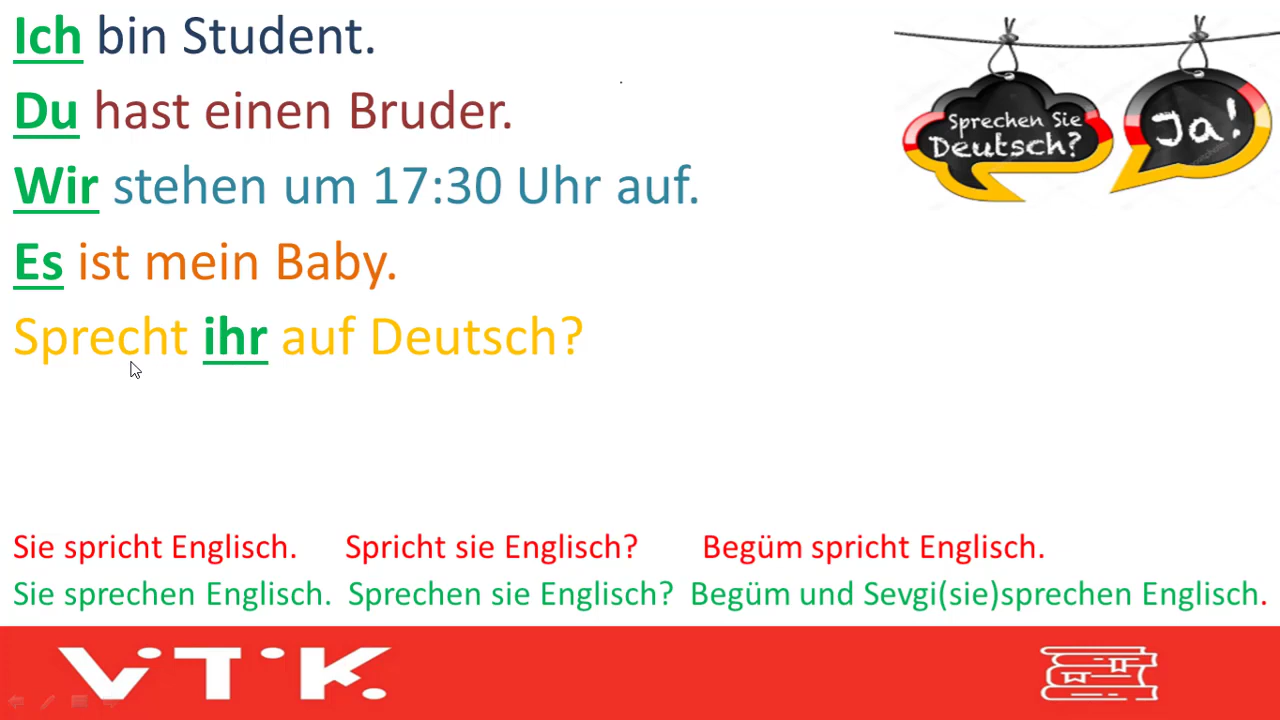 Ich bin Student.
Du hast einen Bruder.
Wir stehen um 17:30 Uhr auf.
Es ist mein Baby.
Sprecht ihr auf Deutsch?
Sprechen Sie
Deutsch?
Ja!
Sie spricht Englisch. Spricht sie Englisch? Begüm spricht Englisch.
Sie sprechen Englisch. Sprechen sie Englisch? Begüm und Sevgi(sie)sprechen Englisch.
VTK